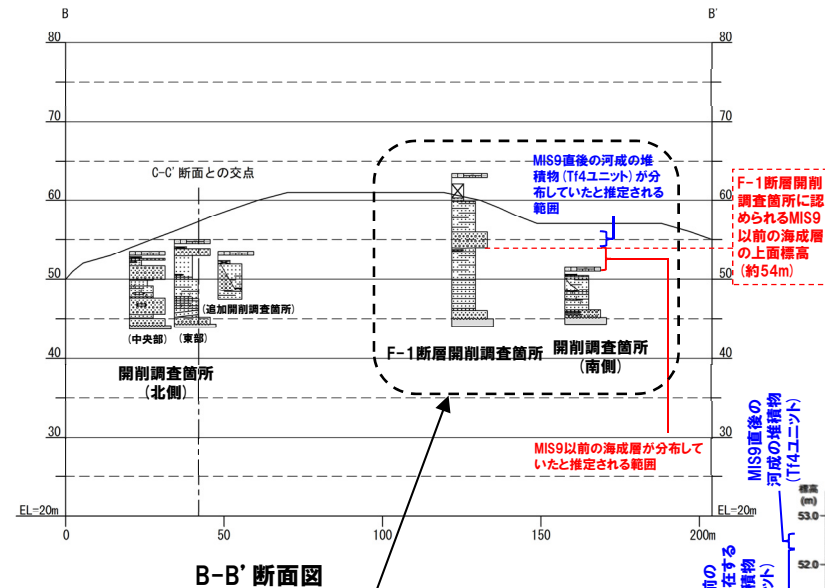 B
B'
80
80
70
70
C-C' 断面との交点
MIS9直後の河成の堆
積物(Tf4ユニット)が分
布していたと推定される
範囲
60
60
F-1断層開削
調査箇所に認
められるMIS9
以前の海成層
の上面標高
(約54m)
50
50
(追加開削調査箇所)
(中央部)
(東部)
F-1断層開削調査箇所
開削調査箇所
(南側)
開削調査箇所
(北側)
40
40
MIS9以前の海成層が分布して
いたと推定される範囲
30
30
MIS9直後の
河成の堆積物
(Tf4ユニット)
EL=20m
EL=20m
0
50
100
150
200m
標高
(m)
53.0
52.0
B-B' 断面図